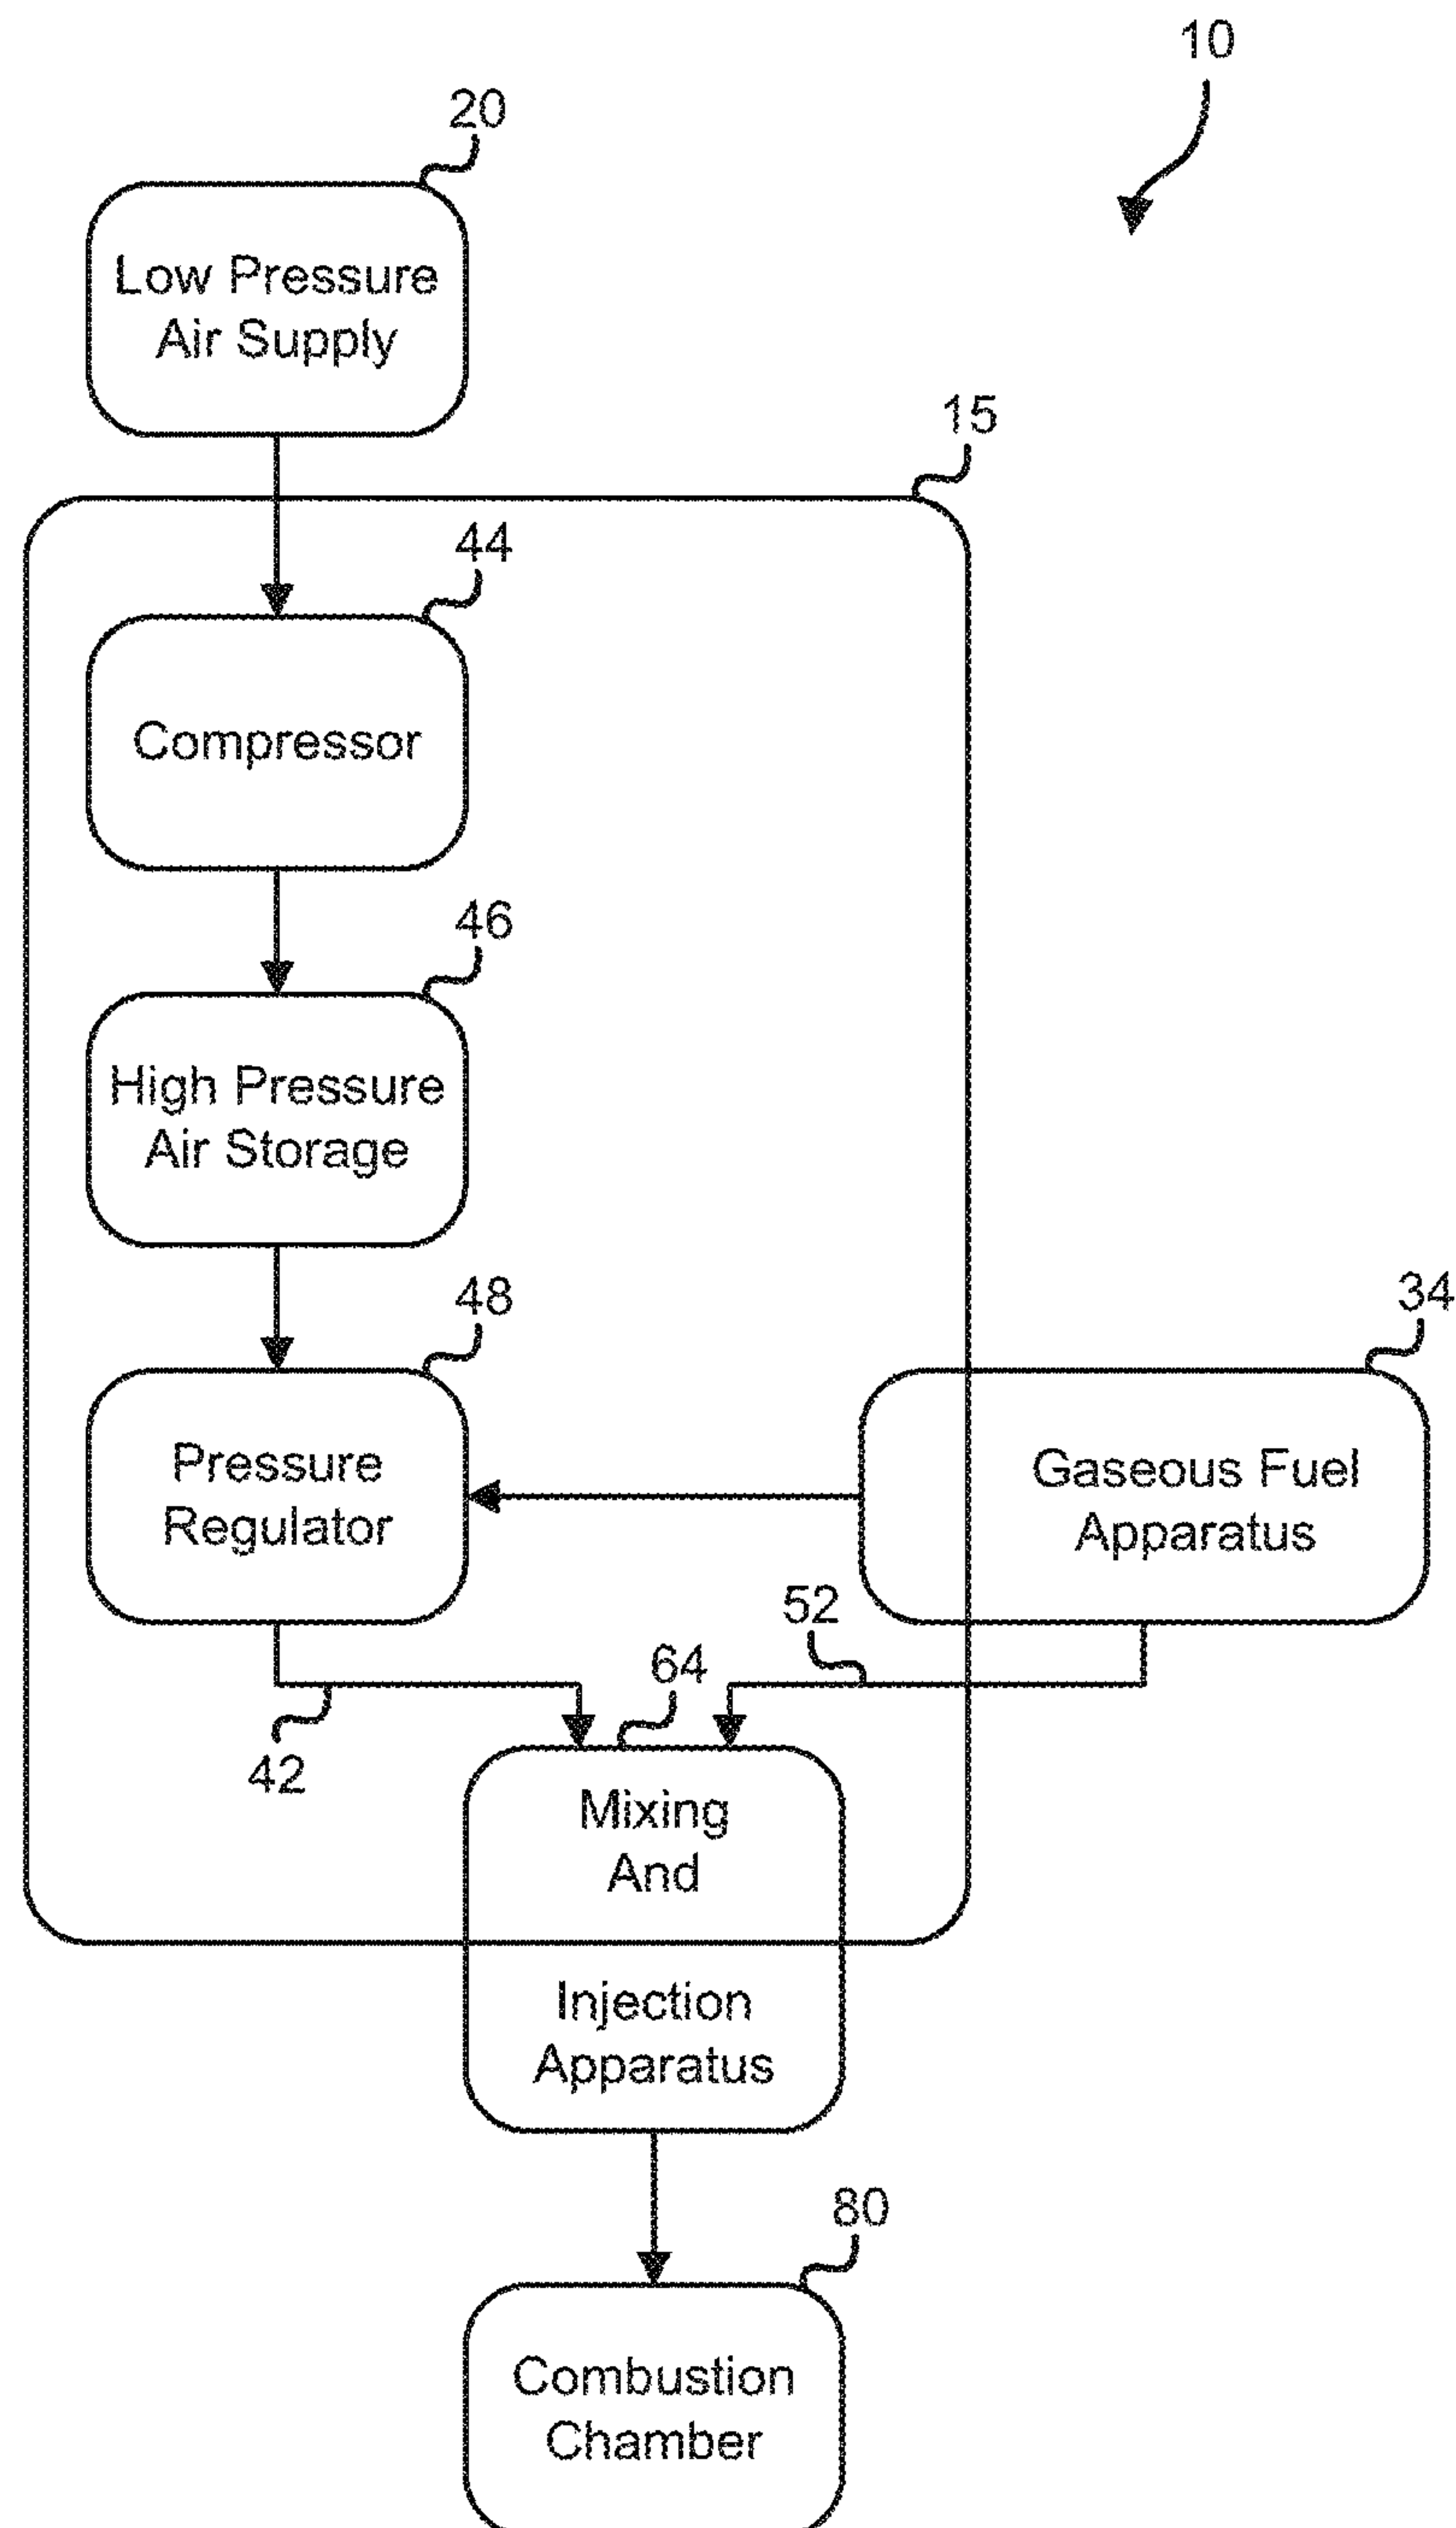 10
20
Low Pressure
Air Supply
15
44
Compressor
46
High Pressure
Air Storage
48
34
Pressure
Regulator
Gaseous Fuel
Apparatus
52
64
42
Mixing
And
Injection
Apparatus
80
Combustion
Chamber